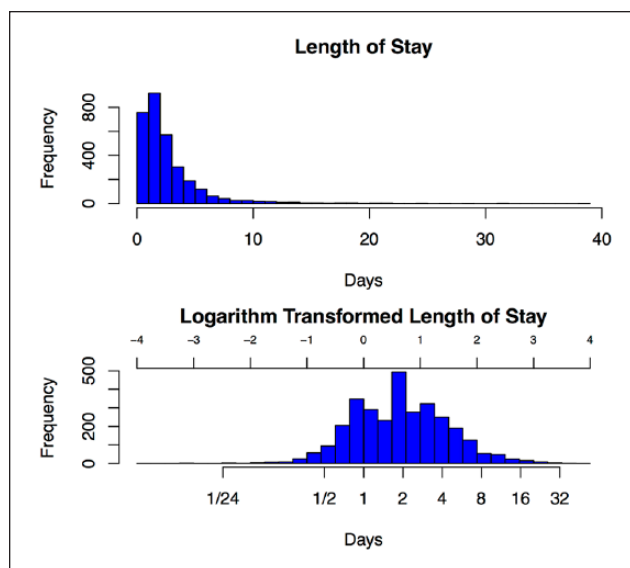 Length of Stay
800
400
0
Frequency
0 10 20 30 40
Days
Logarithm Transformed Length of Stay
−4 −3 −2 −1 0 1 2 3 4
500
200
0
Frequency
1/24 1/2 1 2 4 8 16 32
Days